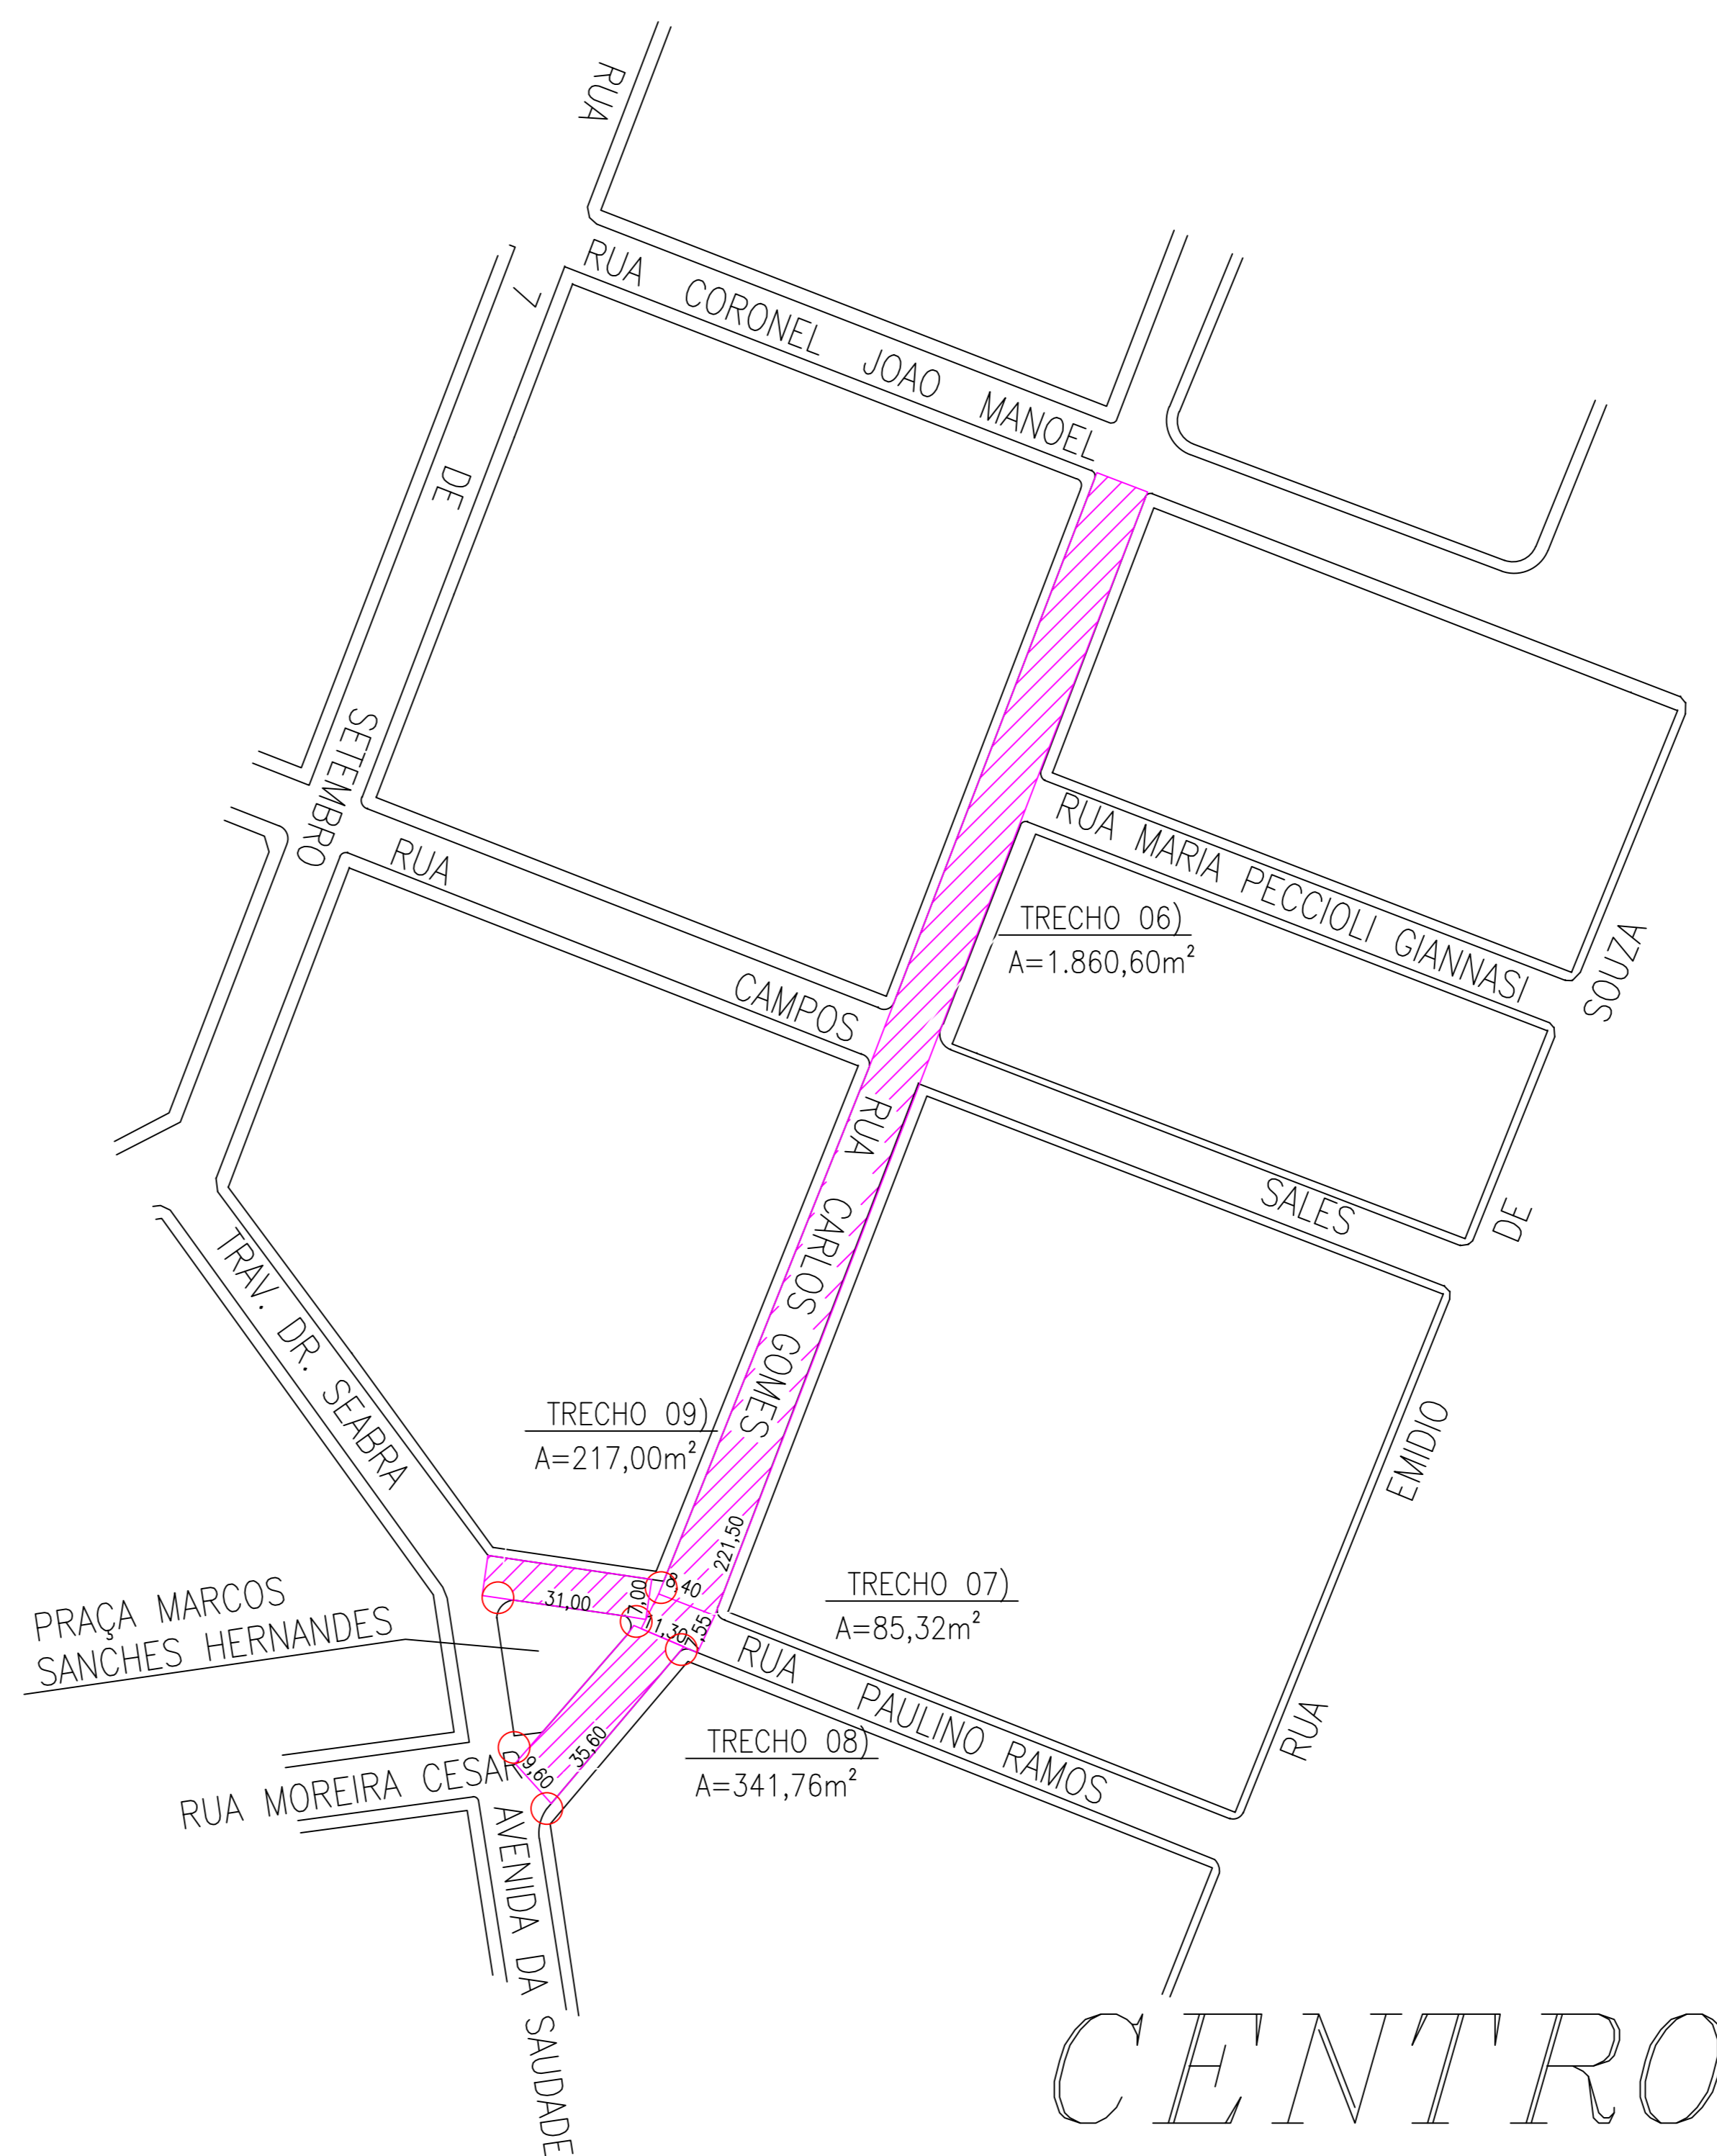 RUA
7
DE
SETEMBRO
RUA CORONEL JOAO MANOEL
RUA MARIA PECCIOLI GIANNASI
RUA
CAMPOS
SALES
TRECHO 06)
A=1.860,60m²
SOUZA
DE
EMIDIO
RUA
RUA CARLOS GOMES
TRAV. DR. SEABRA
TRECHO 09)
A=217,00m²
221,50
8,40
7,00
31,00
11,30
7,55
TRECHO 07)
A=85,32m²
PRAÇA MARCOS
SANCHES HERNANDES
RUA PAULINO RAMOS
TRECHO 08)
A=341,76m²
35,60
9,60
RUA MOREIRA CESAR
AVENIDA DA SAUDADE
CENTRO